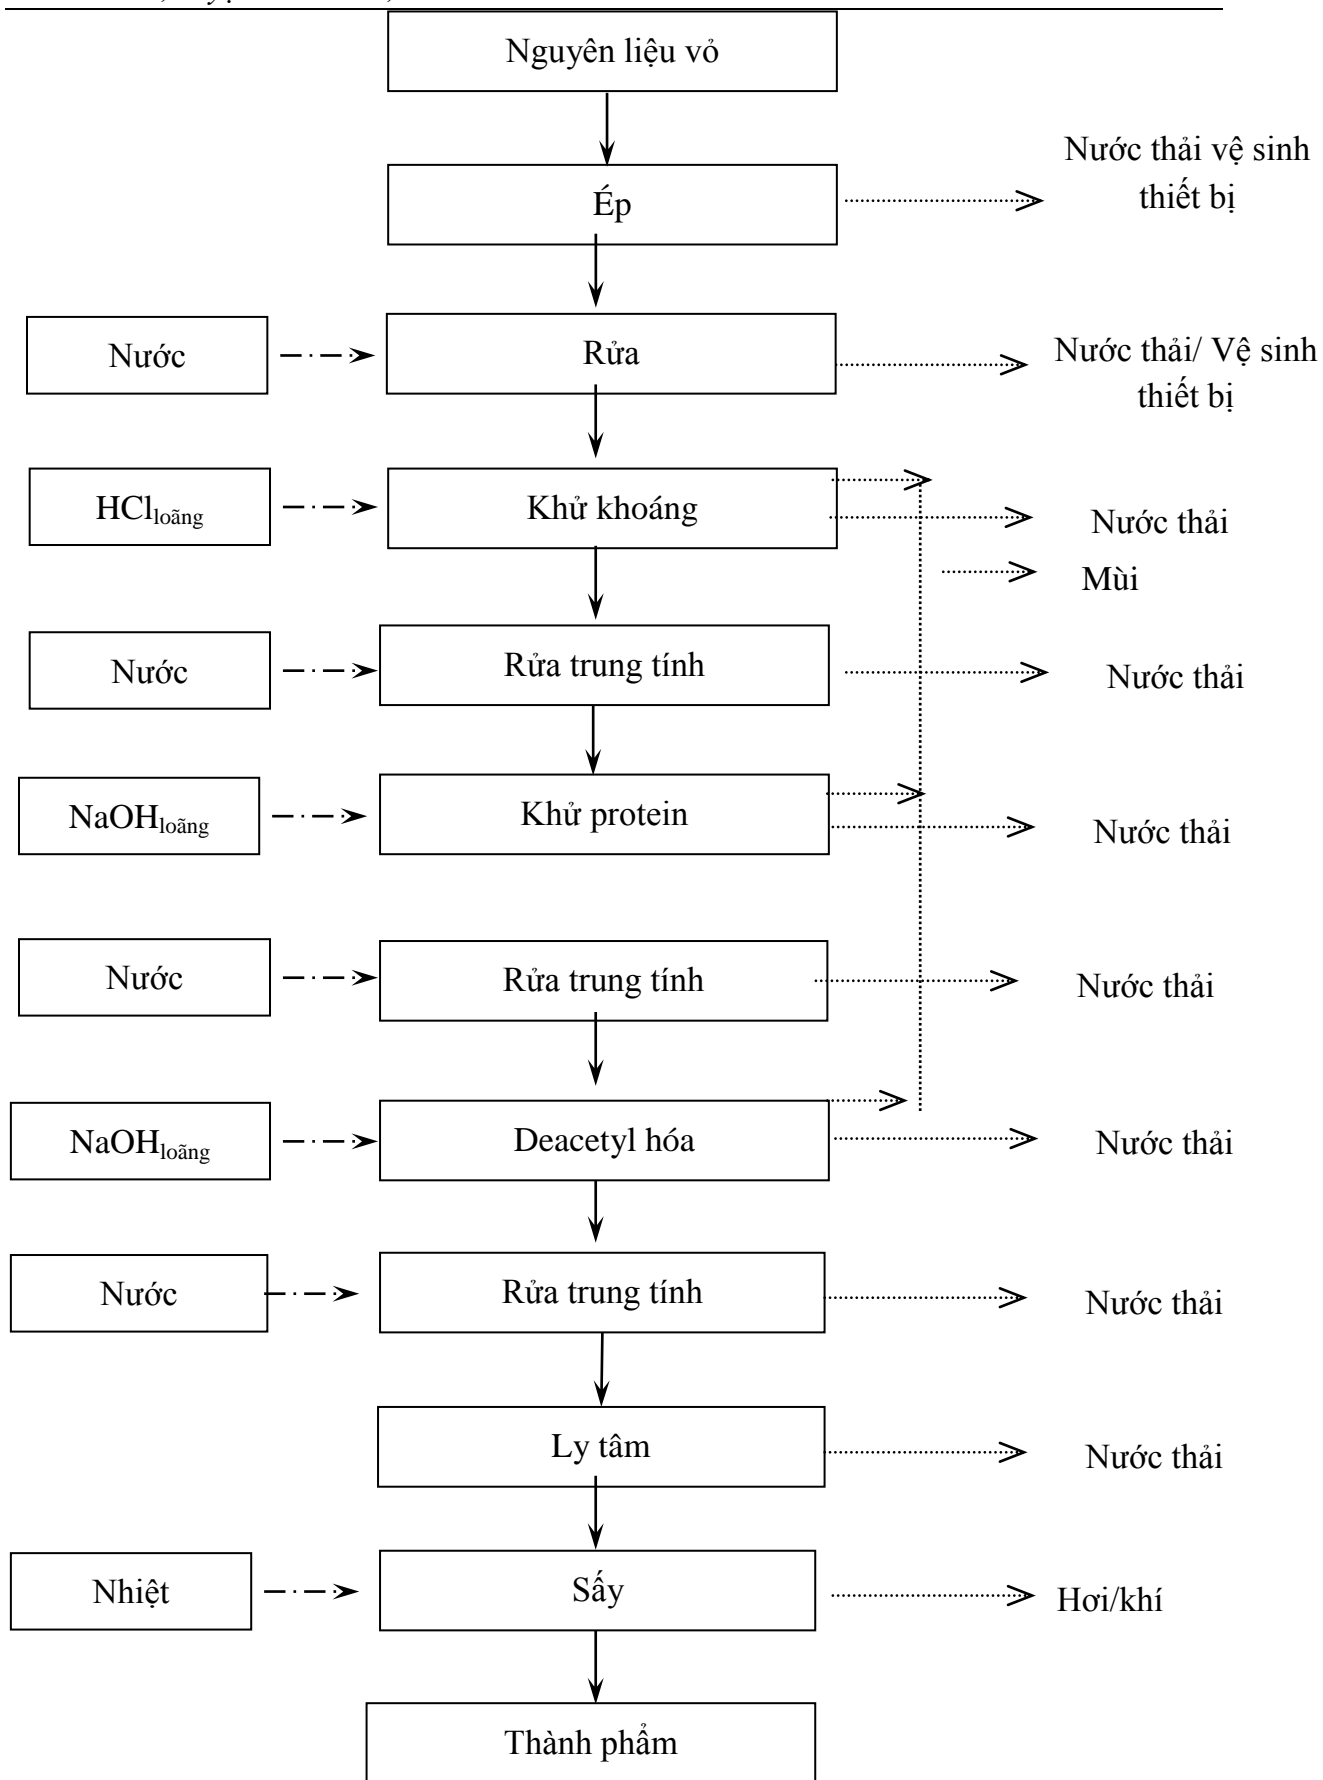 Nguyên liệu vỏ
Ép
Nước thải vệ sinh
thiết bị
Nước
Rửa
Nước thải/ Vệ sinh
thiết bị
HCl loãng
Khử khoáng
Nước thải
Mùi
Nước
Rửa trung tính
Nước thải
NaOH loãng
Khử protein
Nước thải
Nước
Rửa trung tính
Nước thải
NaOH loãng
Deacetyl hóa
Nước thải
Nước
Rửa trung tính
Nước thải
Ly tâm
Nước thải
Nhiệt
Sấy
Hơi/khí
Thành phẩm